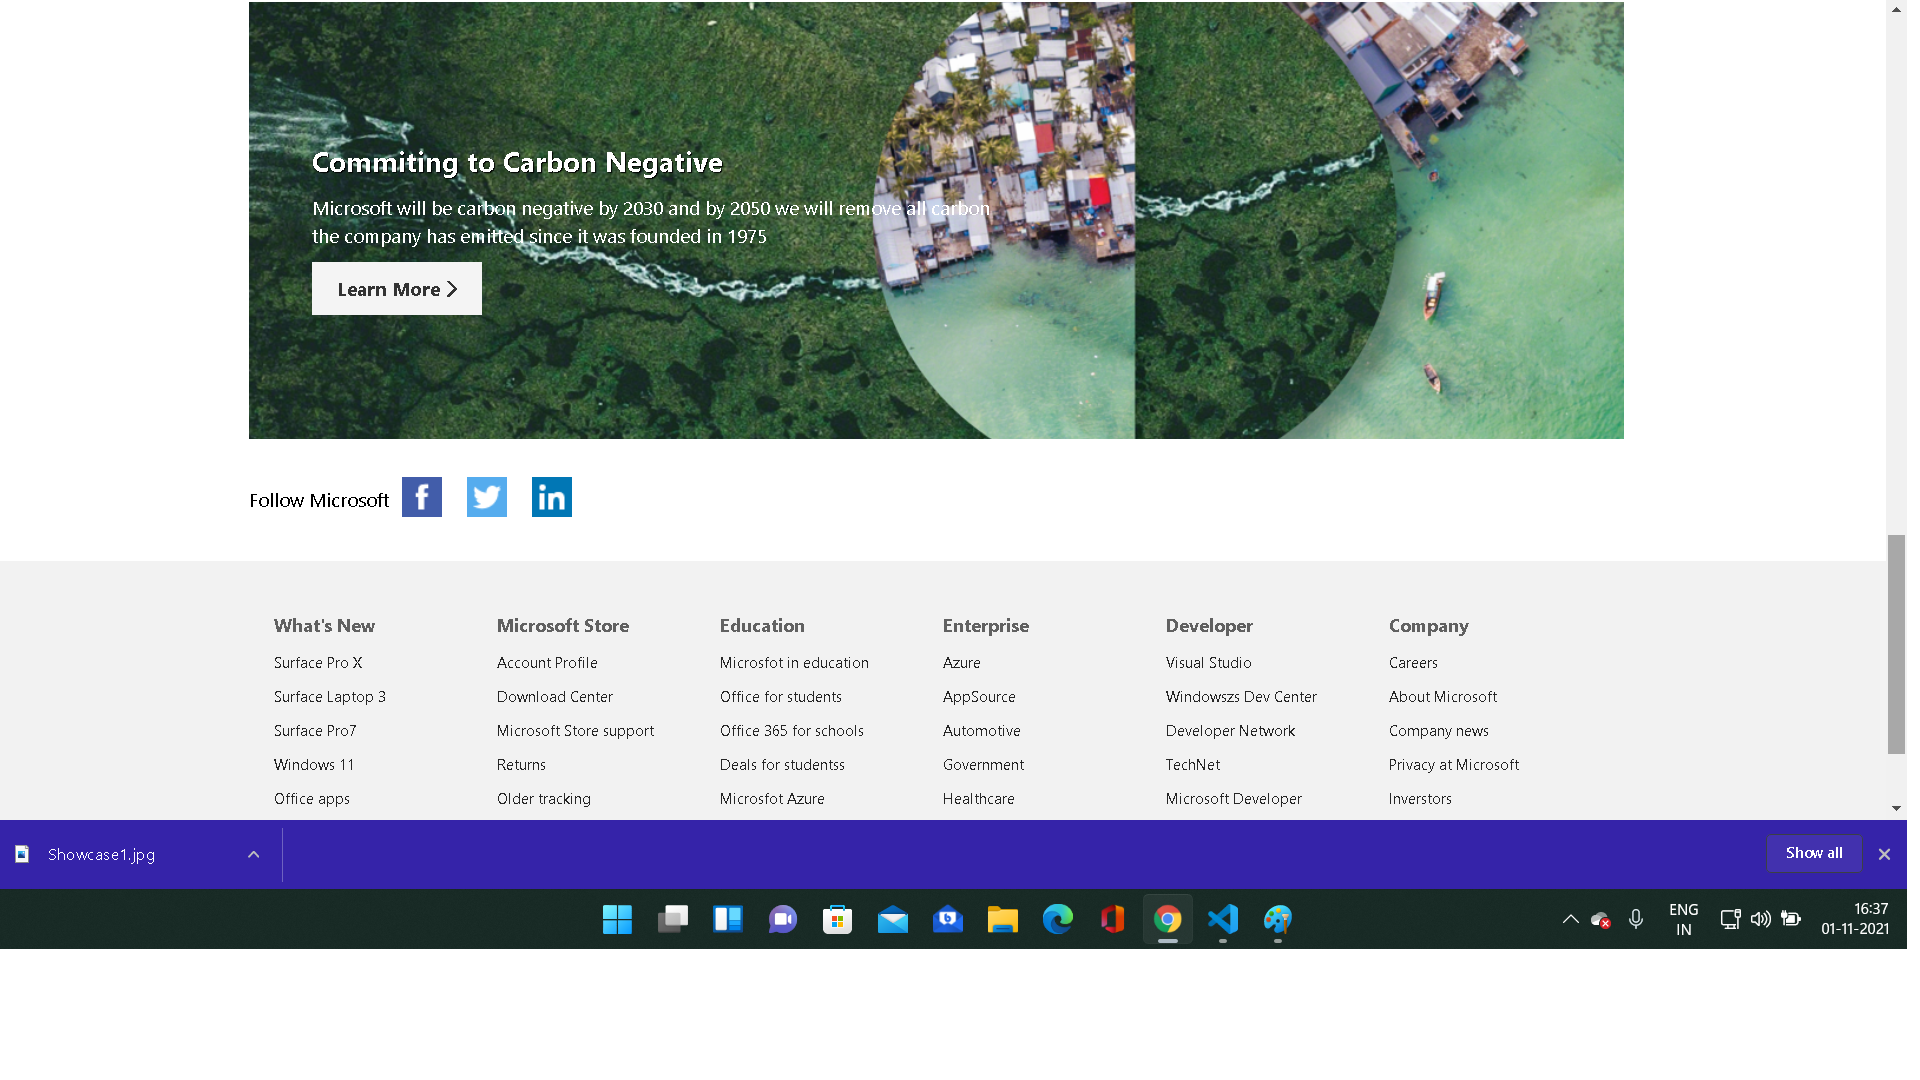 Commiting to Carbon Negative
Microsoft will be carbon negative by 2030 and by 2050 we will remove all carbon
the company has emitted since it was founded in 1975
Learn More
Follow Microsoft
What's New
Surface Pro X
Surface Laptop 3
Surface Pro7
Windows 11
Office apps
Microsoft Store
Account Profile
Download Center
Microsoft Store support
Returns
Older tracking
Education
Microsfot in education
Office for students
Office 365 for schools
Deals for studentss
Microsfot Azure
Enterprise
Azure
AppSource
Automotive
Government
Healthcare
Developer
Visual Studio
Windowszs Dev Center
Developer Network
TechNet
Microsoft Developer
Company
Careers
About Microsoft
Company news
Privacy at Microsoft
Inverstors
Showcase1.jpg
Show all
ENG
IN
16:37
01-11-2021